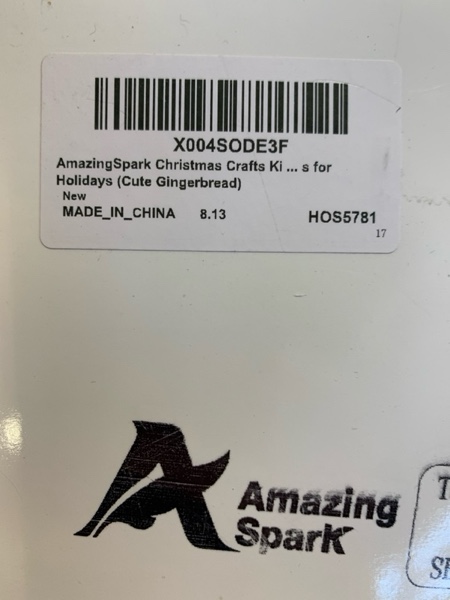 X004SODE3F
AmazingSpark Christmas Crafts Ki ... s for
Holidays (Cute Gingerbread)
New
MADE_IN_CHINA 8.13 HOS5781
17
Amazing
Spark